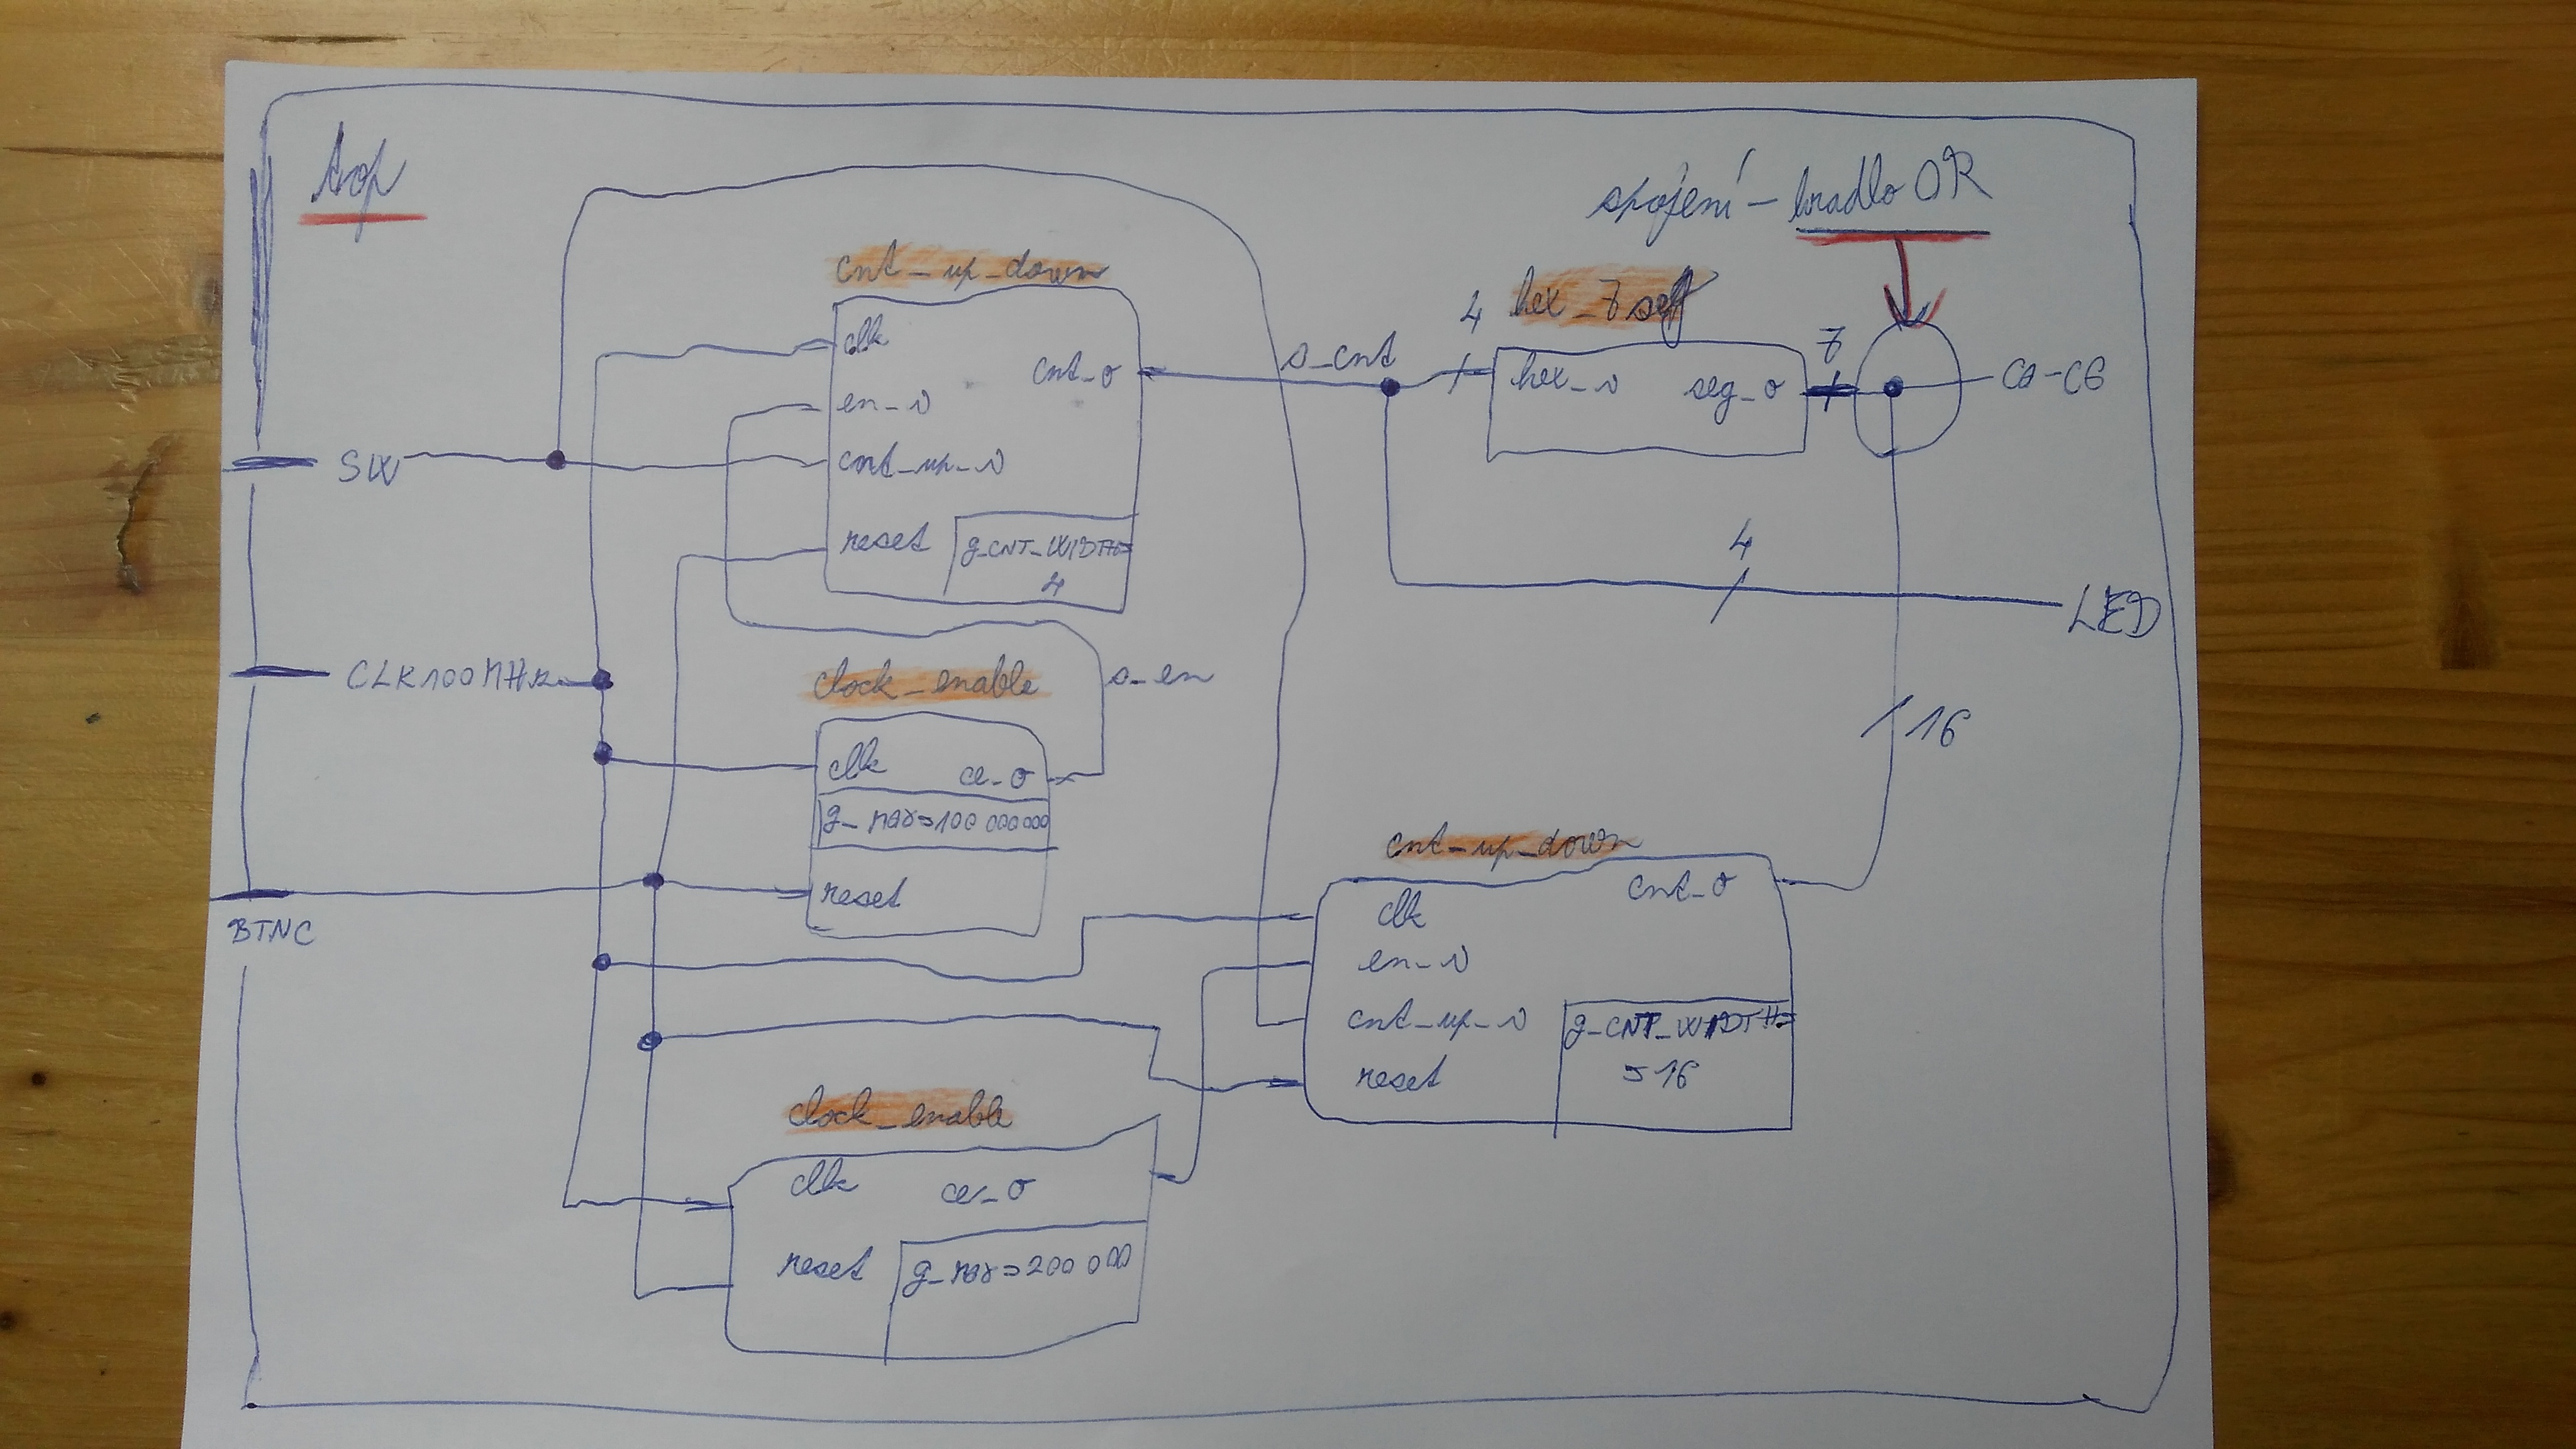 top
spojení - hradlo OR
cnt_up_down
clk
cnt_o
en_i
cnt_up_i
reset
g_CNT_WIDTH=
4
s_cnt
4
hex_7seg
hex_i
seg_o
7
CA-CG
SW
4
LED
CLK100MHz
clock_enable
s_en
clk
ce_o
g_MAX=100 000 000
reset
16
BTNC
cnt_up_down
clk
cnt_o
en_i
cnt_up_i
reset
g_CNT_WIDTH=
=16
clock_enable
clk
ce_o
reset
g_MAX=200 000